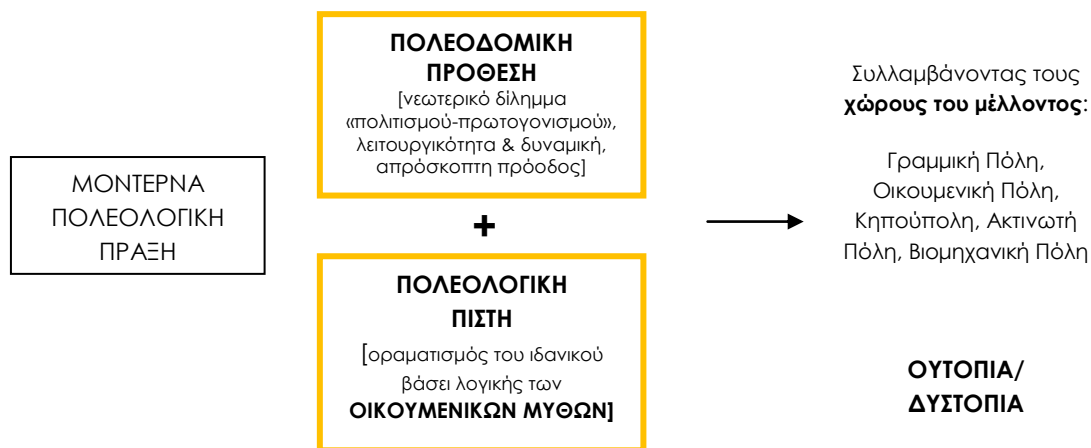 ΜΟΝΤΕΡΝΑ
ΠΟΛΕΟΛΟΓΙΚΗ
ΠΡΑΞΗ
ΠΟΛΕΟΔΟΜΙΚΗ
ΠΡΟΘΕΣΗ
[νεωτερικό δίλημμα
«πολιτισμού-πρωτογονισμού»,
λειτουργικότητα & δυναμική,
απρόσκοπτη πρόοδος]
+
ΠΟΛΕΟΛΟΓΙΚΗ
ΠΙΣΤΗ
[οραματισμός του ιδανικού
βάσει λογικής των
ΟΙΚΟΥΜΕΝΙΚΩΝ ΜΥΘΩΝ]
Συλλαμβάνοντας τους
χώρους του μέλλοντος:
Γραμμική Πόλη,
Οικουμενική Πόλη,
Κηπούπολη, Ακτινωτή
Πόλη, Βιομηχανική Πόλη
ΟΥΤΟΠΙΑ/
ΔΥΣΤΟΠΙΑ